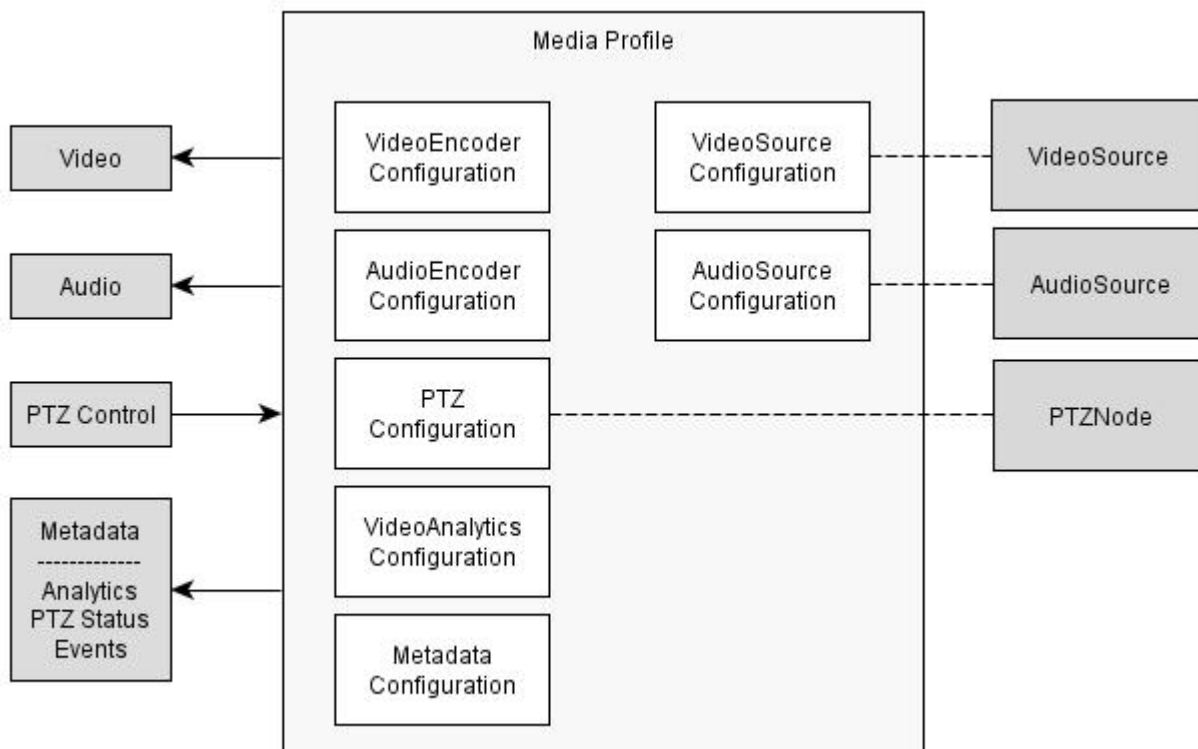 Media Profile
Video
VideoEncoder
Configuration
VideoSource
Configuration
VideoSource
Audio
AudioEncoder
Configuration
AudioSource
Configuration
AudioSource
PTZ Control
PTZ
Configuration
PTZNode
Metadata
-------------
Analytics
PTZ Status
Events
VideoAnalytics
Configuration
Metadata
Configuration